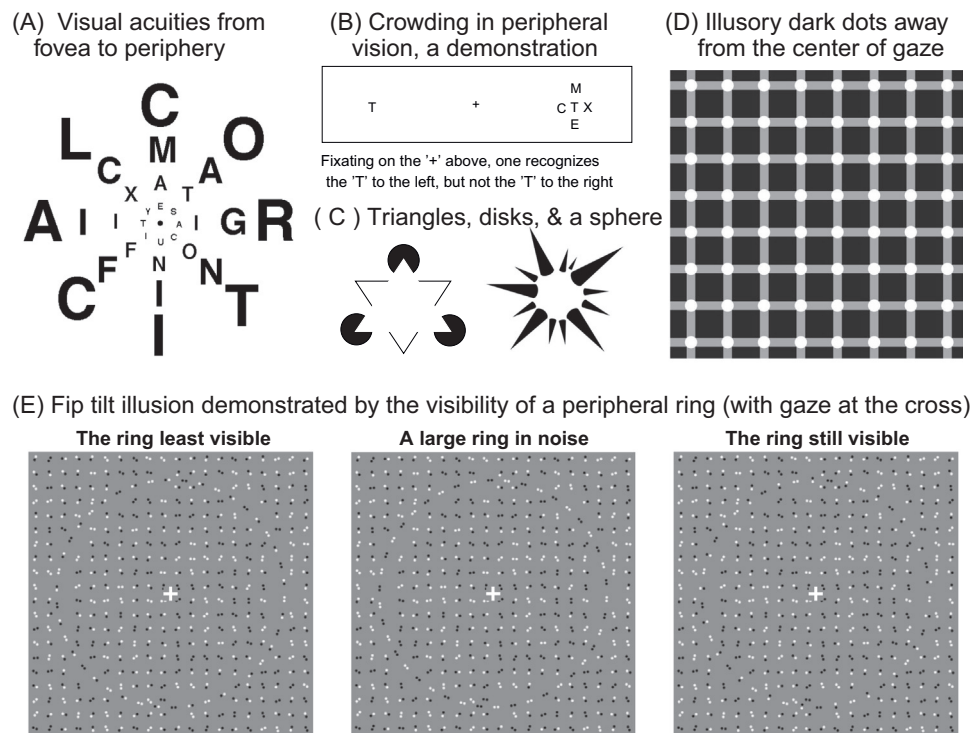 (A) Visual acuities from
fovea to periphery
C
L O
M
C A
A
X T
Y E S
A I I T A I G R
I U C
F O
F N N
C I T
I
(B) Crowding in peripheral
vision, a demonstration
M
T + C T X
E
Fixating on the '+' above, one recognizes
the 'T' to the left, but not the 'T' to the right
( C ) Triangles, disks, & a sphere
(D) Illusory dark dots away
from the center of gaze
(E) Fip tilt illusion demonstrated by the visibility of a peripheral ring (with gaze at the cross)
The ring least visible
A large ring in noise
The ring still visible